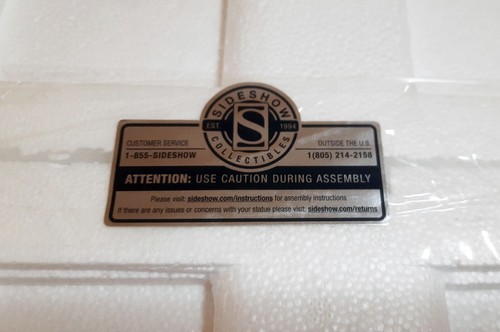 SIDESHOW
EST. 1994
S
COLLECTIBLES
CUSTOMER SERVICE
1-855-SIDESHOW
OUTSIDE THE U.S.
1(805) 214-2158
ATTENTION: USE CAUTION DURING ASSEMBLY
Please visit: sideshow.com/instructions for assembly instructions
If there are any issues or concerns with your statue please visit: sideshow.com/returns